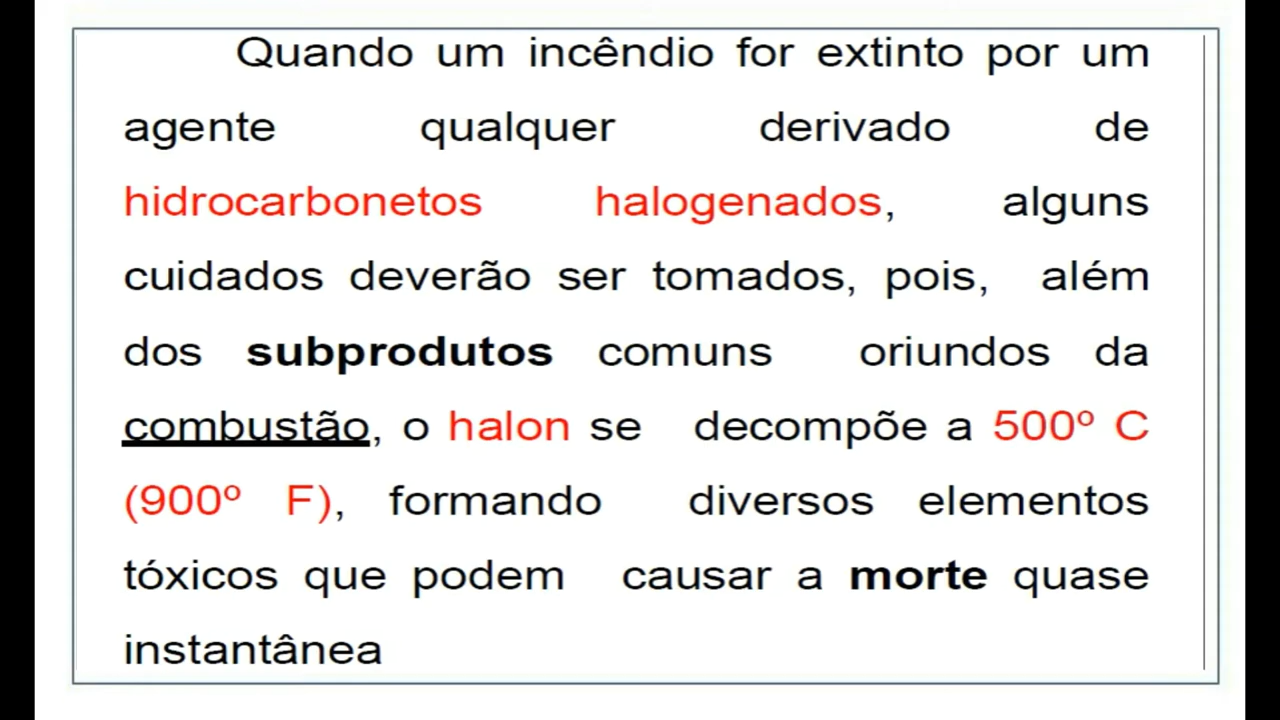 Quando um incêndio for extinto por um
agente qualquer derivado de
hidrocarbonetos halogenados, alguns
cuidados deverão ser tomados, pois, além
dos subprodutos comuns oriundos da
combustão, o halon se decompõe a 500º C
(900º F), formando diversos elementos
tóxicos que podem causar a morte quase
instantânea